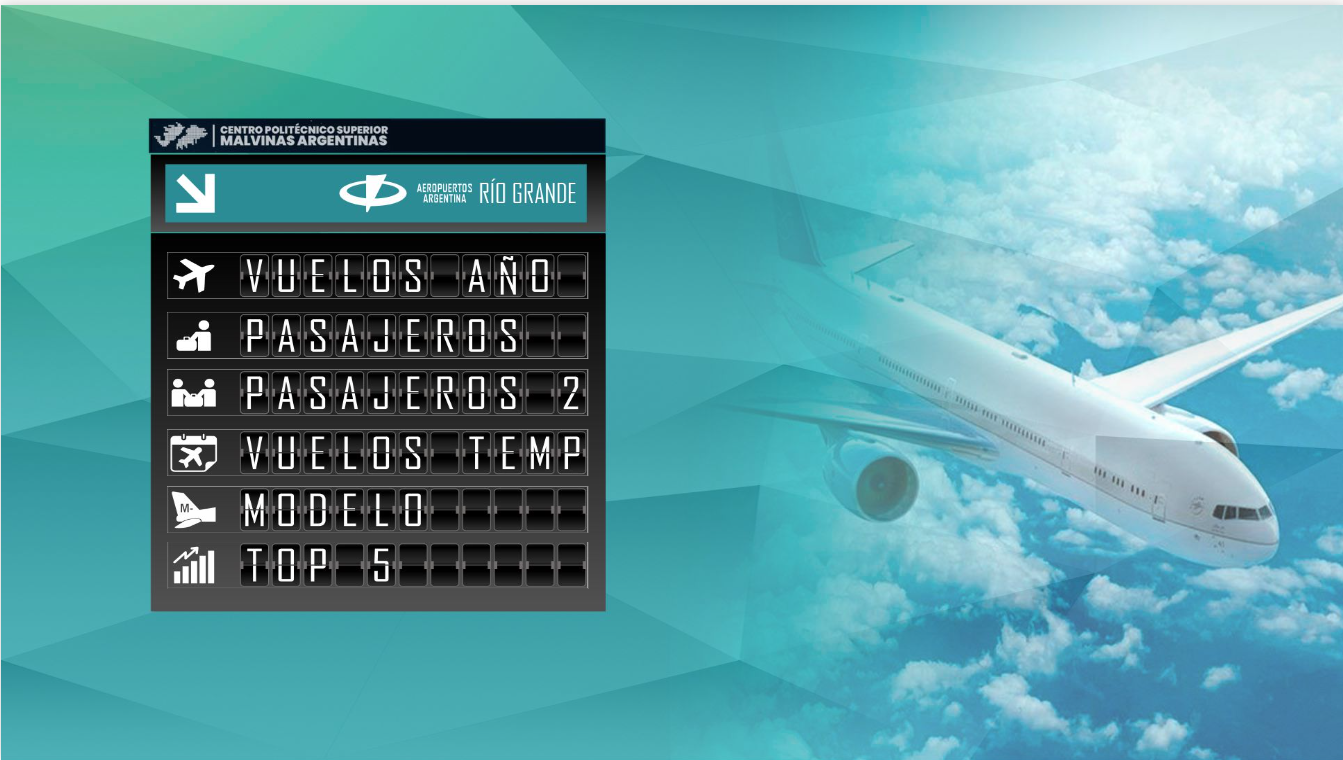 CENTRO POLITÉCNICO SUPERIOR
MALVINAS ARGENTINAS
AEROPUERTOS
ARGENTINA
RÍO GRANDE
VUELOS AÑO
PASAJEROS
PASAJEROS 2
VUELOS TEMP
M-
MODELO
TOP 5